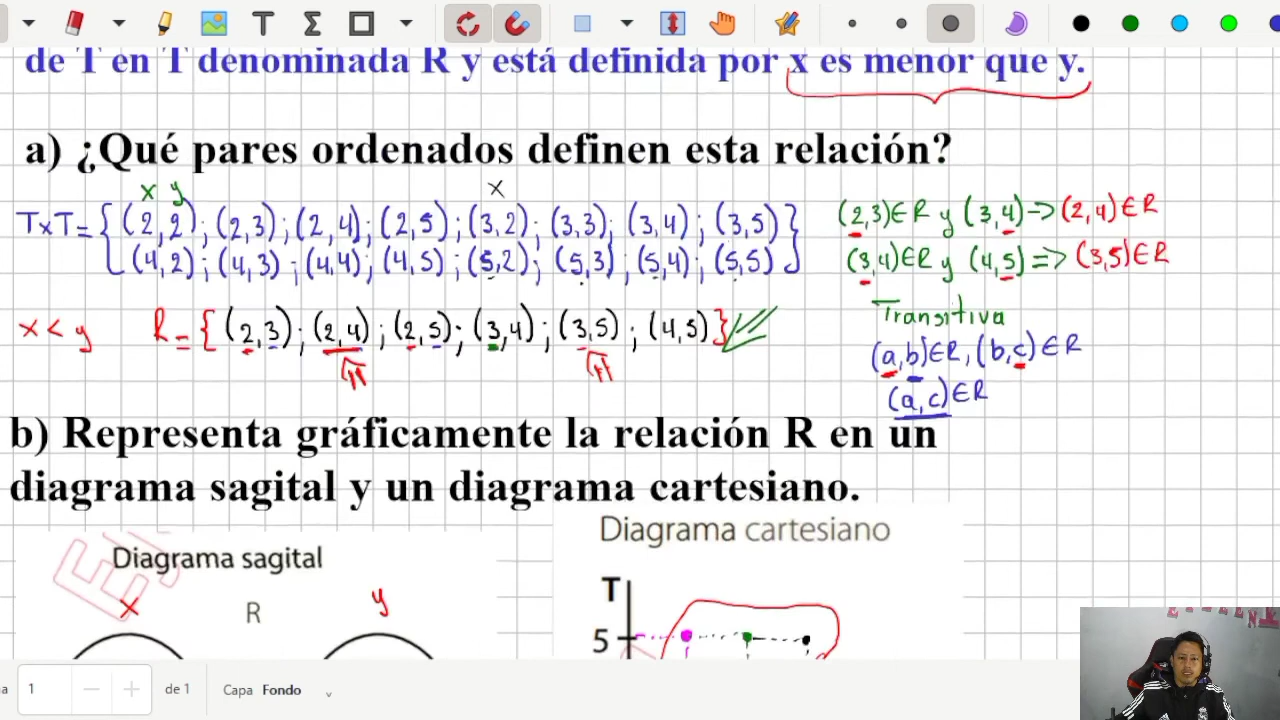 de T en T denominada R y está definida por x es menor que y.
a) ¿Qué pares ordenados definen esta relación?
x y
x
TxT= { (2,2); (2,3); (2,4); (2,5); (3,2); (3,3); (3,4); (3,5) }
(4,2); (4,3); (4,4); (4,5); (5,2); (5,3); (5,4); (5,5)
(2,3)∈R y (3,4)-> (2,4)∈R
(3,4)∈R y (4,5)=> (3,5)∈R
Transitiva
(a,b)∈R, (b,c)∈R
(a,c)∈R
x < y
R = { (2,3); (2,4); (2,5); (3,4); (3,5); (4,5) }
b) Representa gráficamente la relación R en un
diagrama sagital y un diagrama cartesiano.
Diagrama sagital
x
R
y
Diagrama cartesiano
T
5
1
de 1
Capa Fondo